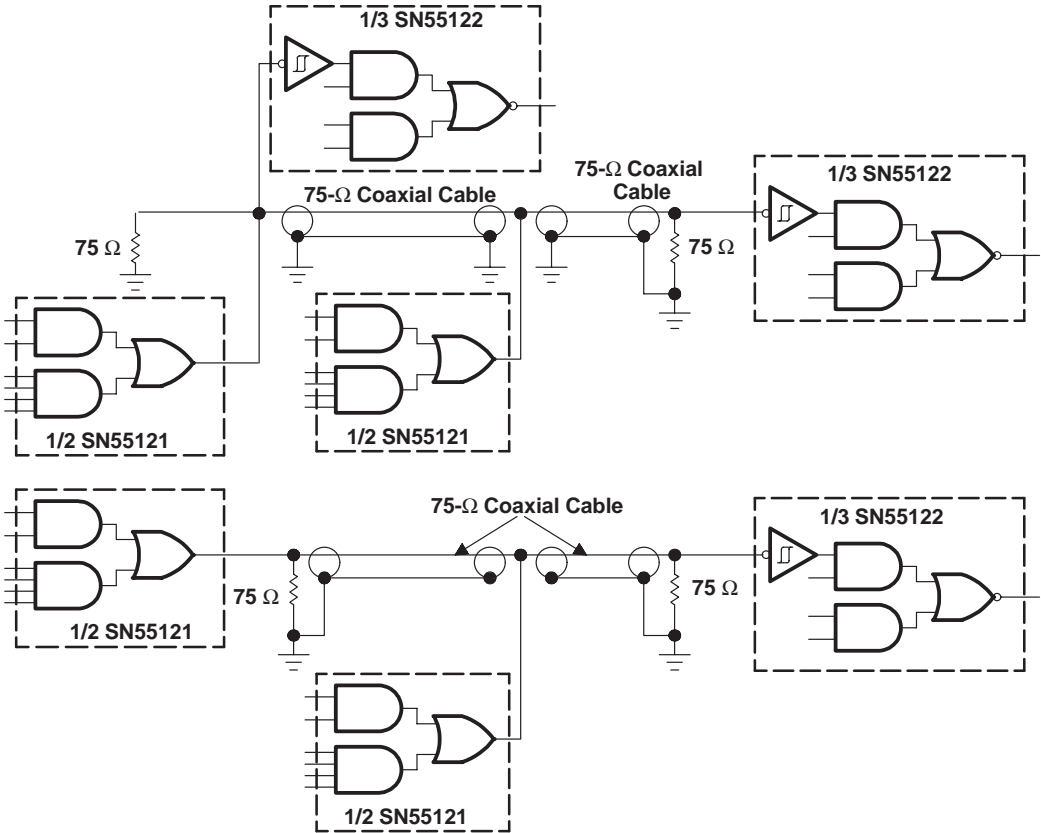 1/3 SN55122
75-Ω Coaxial Cable
75-Ω Coaxial
Cable
1/3 SN55122
75 Ω
75 Ω
1/2 SN55121
1/2 SN55121
75-Ω Coaxial Cable
1/3 SN55122
75 Ω
75 Ω
1/2 SN55121
1/2 SN55121